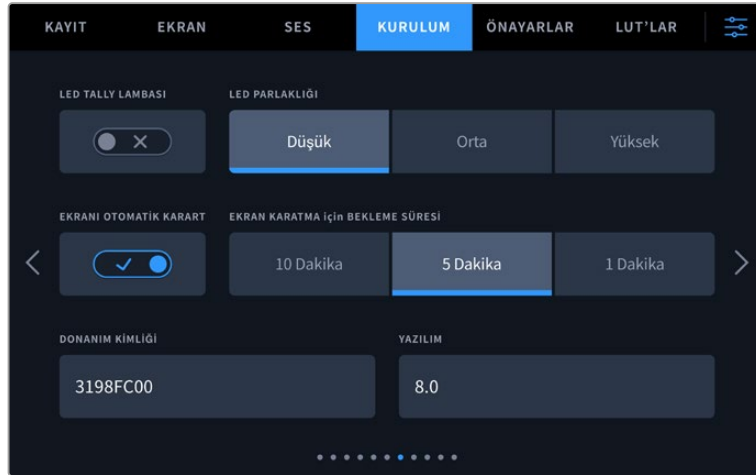 KAYIT EKRAN SES KURULUM ÖNAYARLAR LUT'LAR
LED TALLY LAMBASI LED PARLAKLIĞI
Düşük Orta Yüksek
EKRANI OTOMATİK KARART EKRAN KARATMA için BEKLEME SÜRESİ
10 Dakika 5 Dakika 1 Dakika
DONANIM KİMLİĞİ YAZILIM
3198FC00 8.0